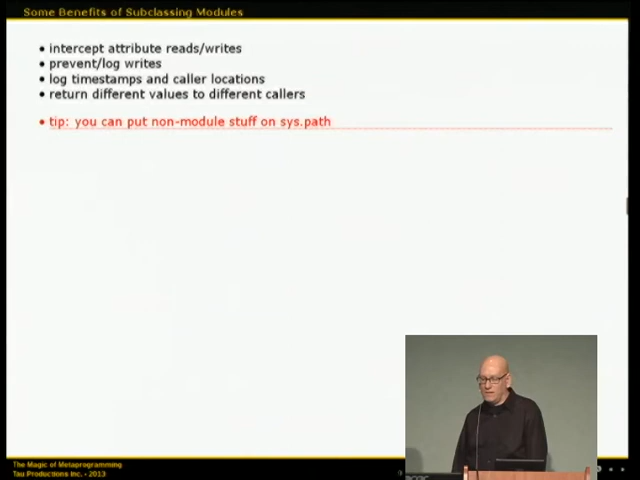 Some Benefits of Subclassing Modules
• intercept attribute reads/writes
• prevent/log writes
• log timestamps and caller locations
• return different values to different callers
• tip: you can put non-module stuff on sys.path
The Magic of Metaprogramming
Tau Productions Inc. - 2013